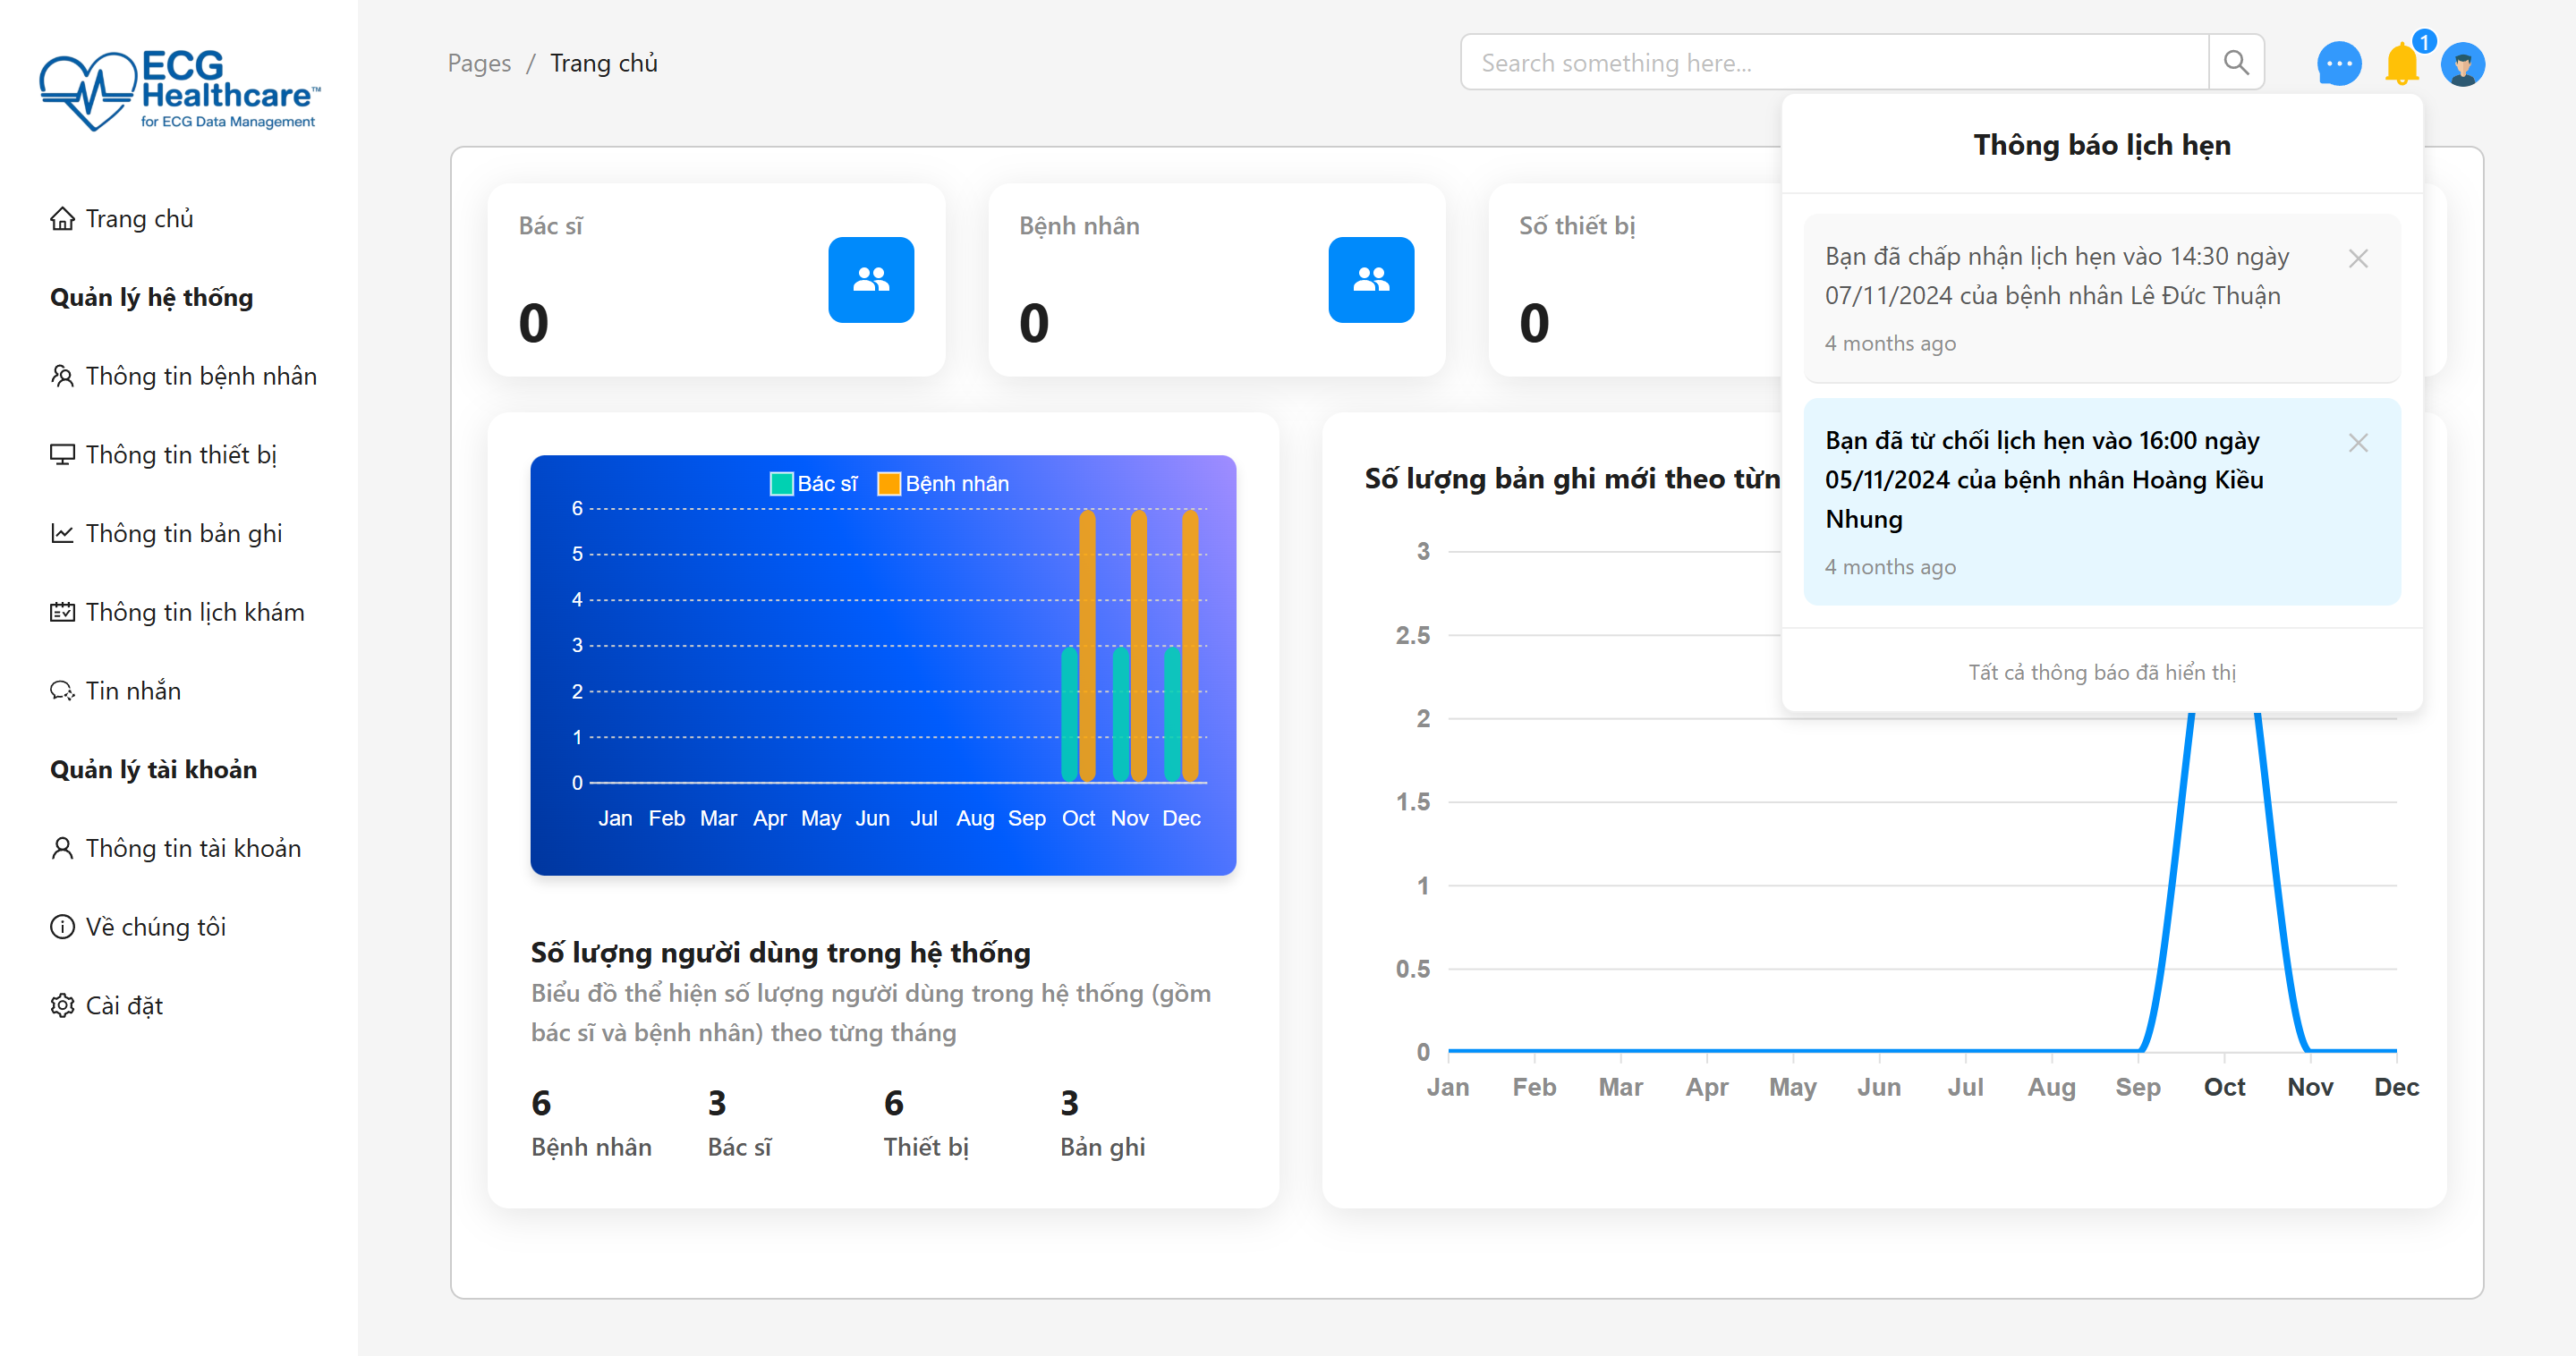 ECG
Healthcare™
for ECG Data Management
Trang chủ
Quản lý hệ thống
Thông tin bệnh nhân
Thông tin thiết bị
Thông tin bản ghi
Thông tin lịch khám
Tin nhắn
Quản lý tài khoản
Thông tin tài khoản
Về chúng tôi
Cài đặt
Pages / Trang chủ
Search something here...
1
Bác sĩ
0
Bệnh nhân
0
Số thiết bị
0
Thông báo lịch hẹn
Bạn đã chấp nhận lịch hẹn vào 14:30 ngày
07/11/2024 của bệnh nhân Lê Đức Thuận
4 months ago
Bạn đã từ chối lịch hẹn vào 16:00 ngày
05/11/2024 của bệnh nhân Hoàng Kiều
Nhung
4 months ago
Tất cả thông báo đã hiển thị
Bác sĩ Bệnh nhân
6
5
4
3
2
1
0
Jan Feb Mar Apr May Jun Jul Aug Sep Oct Nov Dec
Số lượng người dùng trong hệ thống
Biểu đồ thể hiện số lượng người dùng trong hệ thống (gồm
bác sĩ và bệnh nhân) theo từng tháng
6 3 6 3
Bệnh nhân Bác sĩ Thiết bị Bản ghi
Số lượng bản ghi mới theo từn
3
2.5
2
1.5
1
0.5
0
Jan Feb Mar Apr May Jun Jul Aug Sep Oct Nov Dec